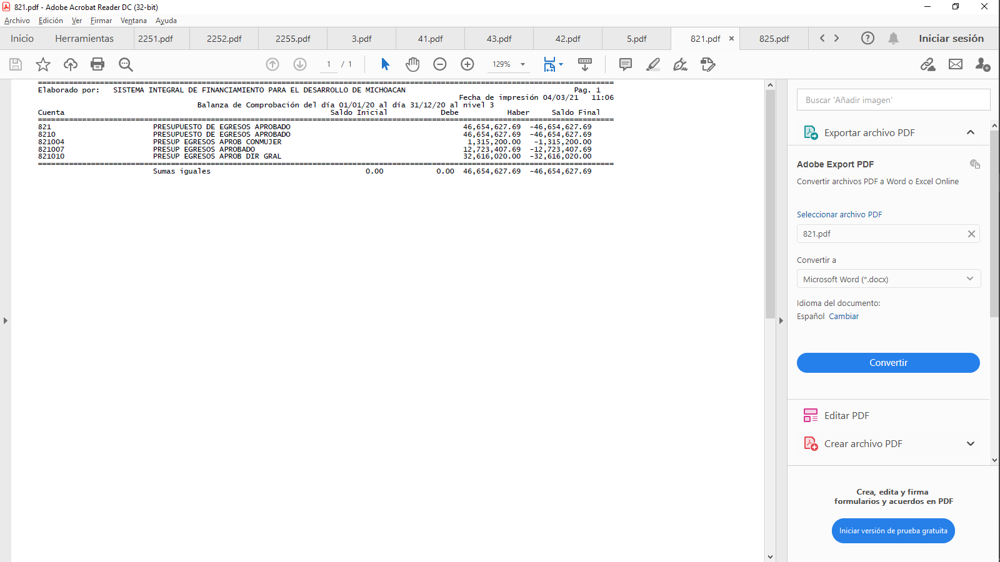 821.pdf - Adobe Acrobat Reader DC (32-bit)
Archivo Edición Ver Firmar Ventana Ayuda
Inicio Herramientas 2251.pdf 2252.pdf 2255.pdf 3.pdf 41.pdf 43.pdf 42.pdf 5.pdf 821.pdf 825.pdf Iniciar sesión
1 / 1 129%
Elaborado por: SISTEMA INTEGRAL DE FINANCIAMIENTO PARA EL DESARROLLO DE MICHOACAN Pag. 1
Fecha de impresión 04/03/21 11:06
Balanza de Comprobación del día 01/01/20 al día 31/12/20 al nivel 3
Cuenta Saldo Inicial Debe Haber Saldo Final
821 PRESUPUESTO DE EGRESOS APROBADO 46,654,627.69 -46,654,627.69
8210 PRESUPUESTO DE EGRESOS APROBADO 46,654,627.69 -46,654,627.69
821004 PRESUP EGRESOS APROB CONMUJER 1,315,200.00 -1,315,200.00
821007 PRESUP EGRESOS APROBADO 12,723,407.69 -12,723,407.69
821010 PRESUP EGRESOS APROB DIR GRAL 32,616,020.00 -32,616,020.00
Sumas iguales 0.00 0.00 46,654,627.69 -46,654,627.69
Buscar 'Añadir imagen'
Exportar archivo PDF
Adobe Export PDF
Convertir archivos PDF a Word o Excel Online
Seleccionar archivo PDF
821.pdf
Convertir a
Microsoft Word (*.docx)
Idioma del documento:
Español Cambiar
Convertir
Editar PDF
Crear archivo PDF
Crea, edita y firma
formularios y acuerdos en PDF
Iniciar versión de prueba gratuita